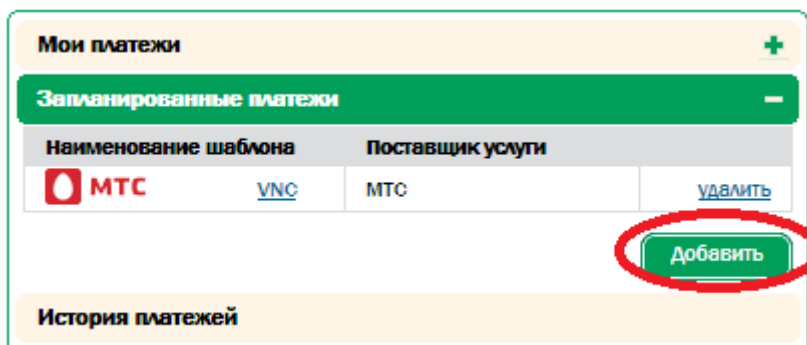 Мои платежи
Запланированные платежи
Наименование шаблона Поставщик услуги
МТС VNC МТС удалить
Добавить
История платежей